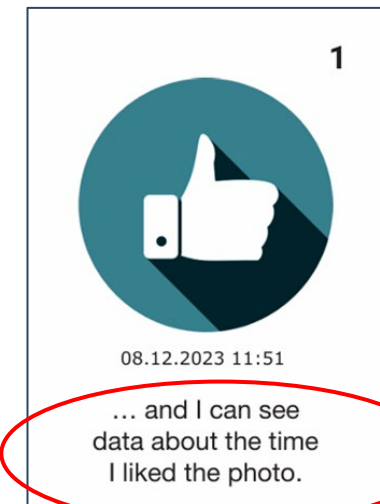 1
08.12.2023 11:51
... and I can see
data about the time
I liked the photo.